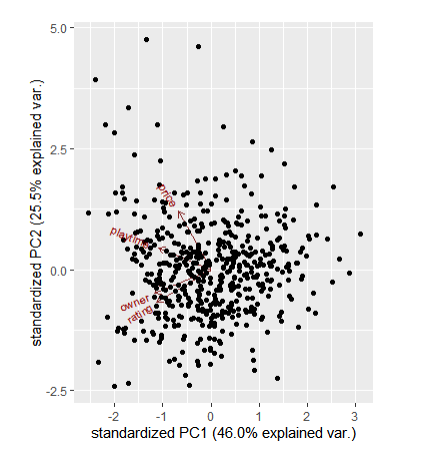 5.0
2.5
0.0
-2.5
standardized PC2 (25.5% explained var.)
price
playtime
owner
rating
-2
-1
0
1
2
3
standardized PC1 (46.0% explained var.)